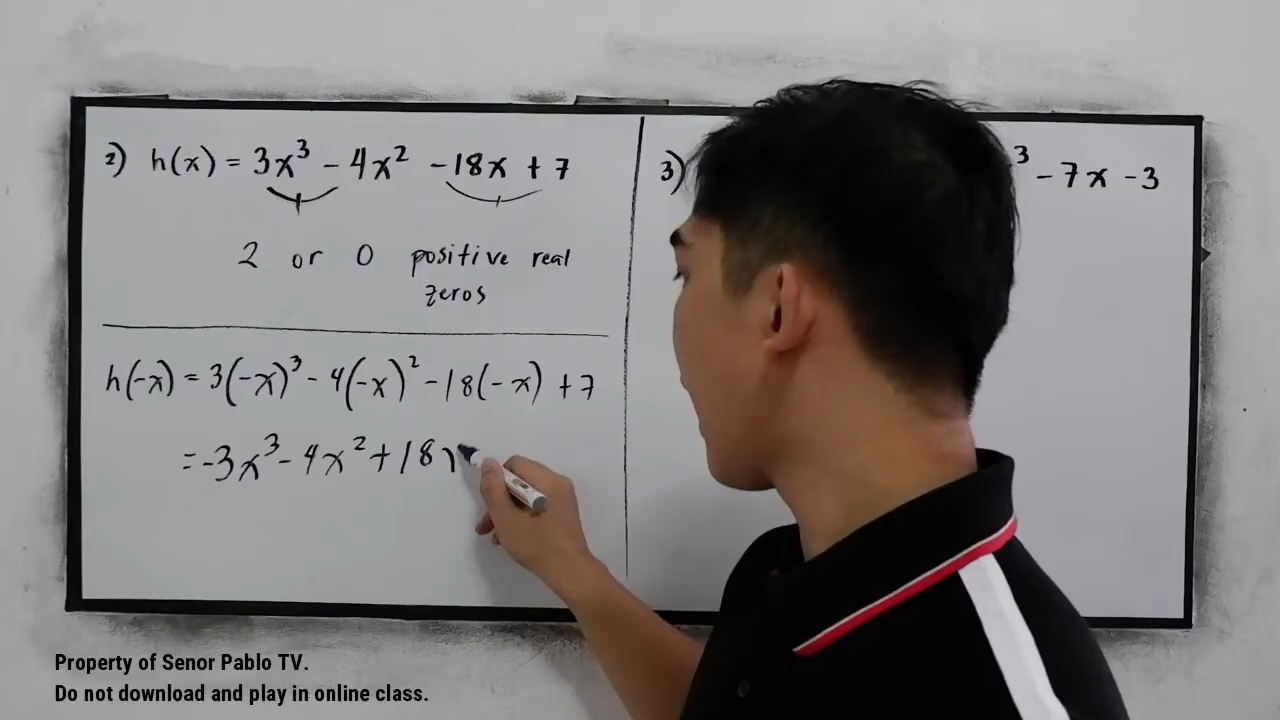 2) h(x) = 3x³ - 4x² - 18x + 7
2 or 0 positive real
zeros
h(-x) = 3(-x)³ - 4(-x)² - 18(-x) + 7
= -3x³ - 4x² + 18
3) ³ - 7x - 3
Property of Senor Pablo TV.
Do not download and play in online class.